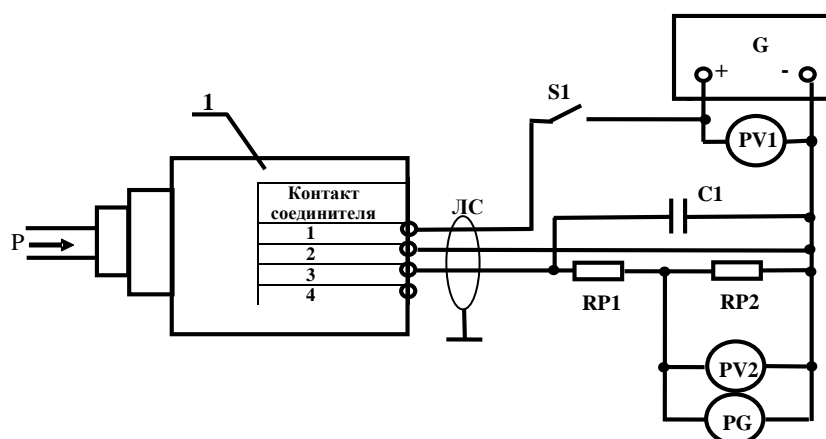 G
+ -
S1
1
PV1
Контакт
соединителя
ЛС
C1
P
1
2
3
4
RP1
RP2
PV2
PG